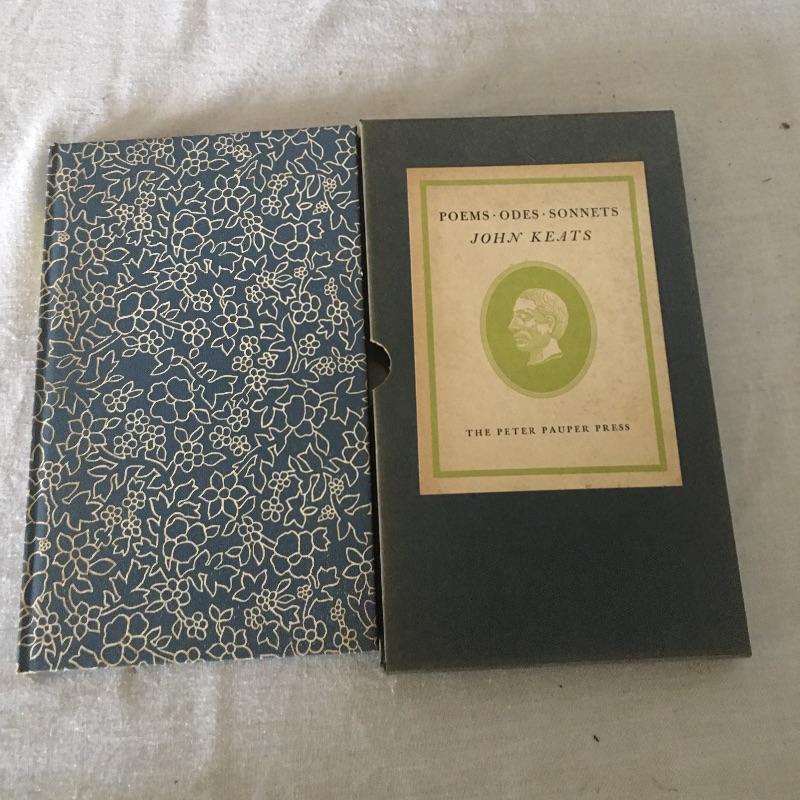 POEMS · ODES · SONNETS
JOHN KEATS
THE PETER PAUPER PRESS